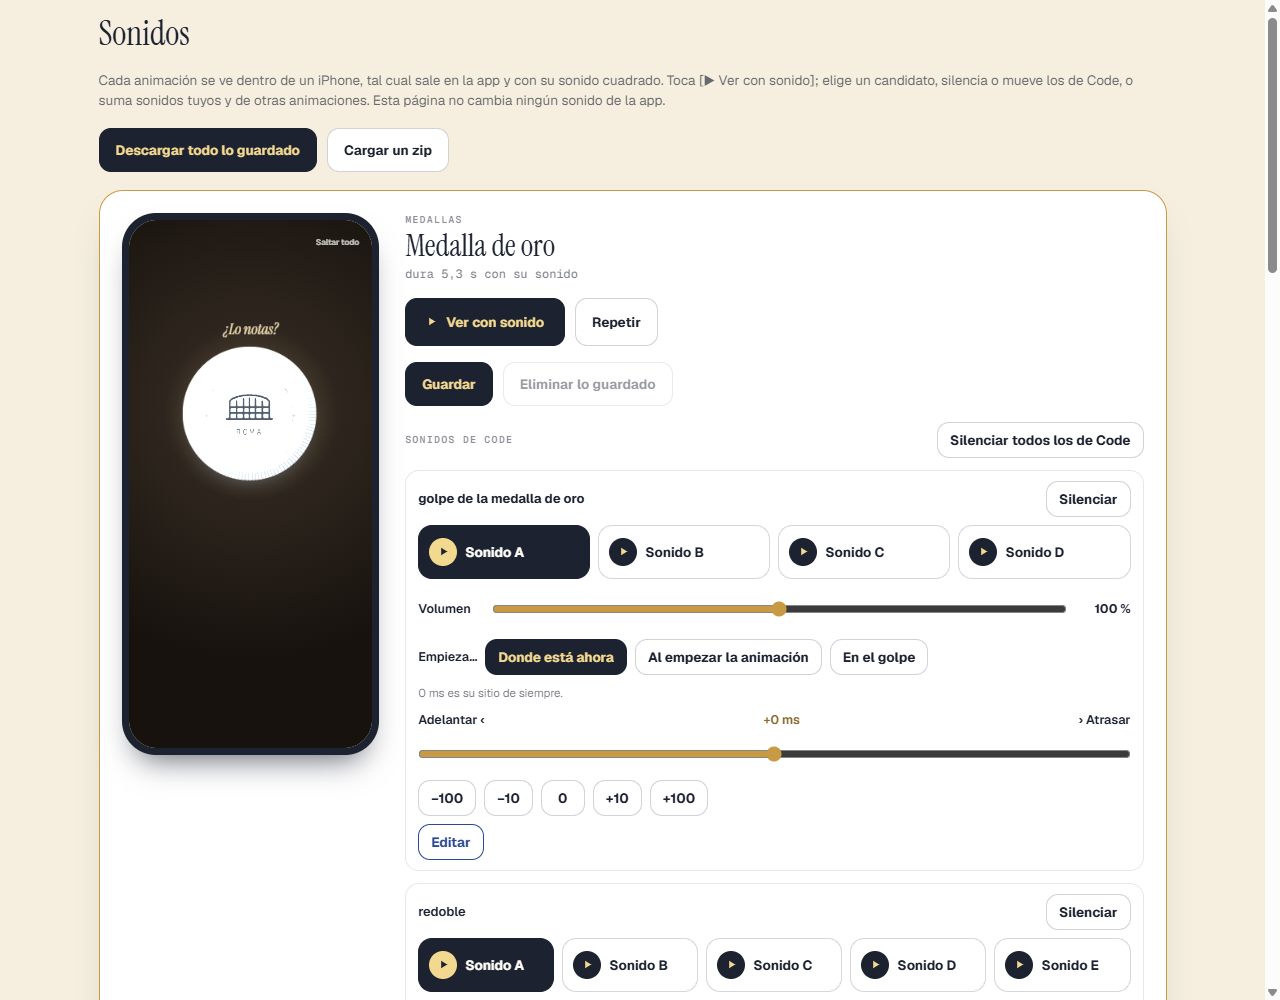 Sonidos
Cada animación se ve dentro de un iPhone, tal cual sale en la app y con su sonido cuadrado. Toca [▶ Ver con sonido]; elige un candidato, silencia o mueve los de Code, o
suma sonidos tuyos y de otras animaciones. Esta página no cambia ningún sonido de la app.
Descargar todo lo guardado
Cargar un zip
Saltar todo
¿Lo notas?
ROMA
MEDALLAS
Medalla de oro
dura 5,3 s con su sonido
Ver con sonido
Repetir
Guardar
Eliminar lo guardado
SONIDOS DE CODE
Silenciar todos los de Code
golpe de la medalla de oro
Silenciar
Sonido A
Sonido B
Sonido C
Sonido D
Volumen
100 %
Empieza...
Donde está ahora
Al empezar la animación
En el golpe
0 ms es su sitio de siempre.
Adelantar ‹
+0 ms
› Atrasar
−100
−10
0
+10
+100
Editar
redoble
Silenciar
Sonido A
Sonido B
Sonido C
Sonido D
Sonido E